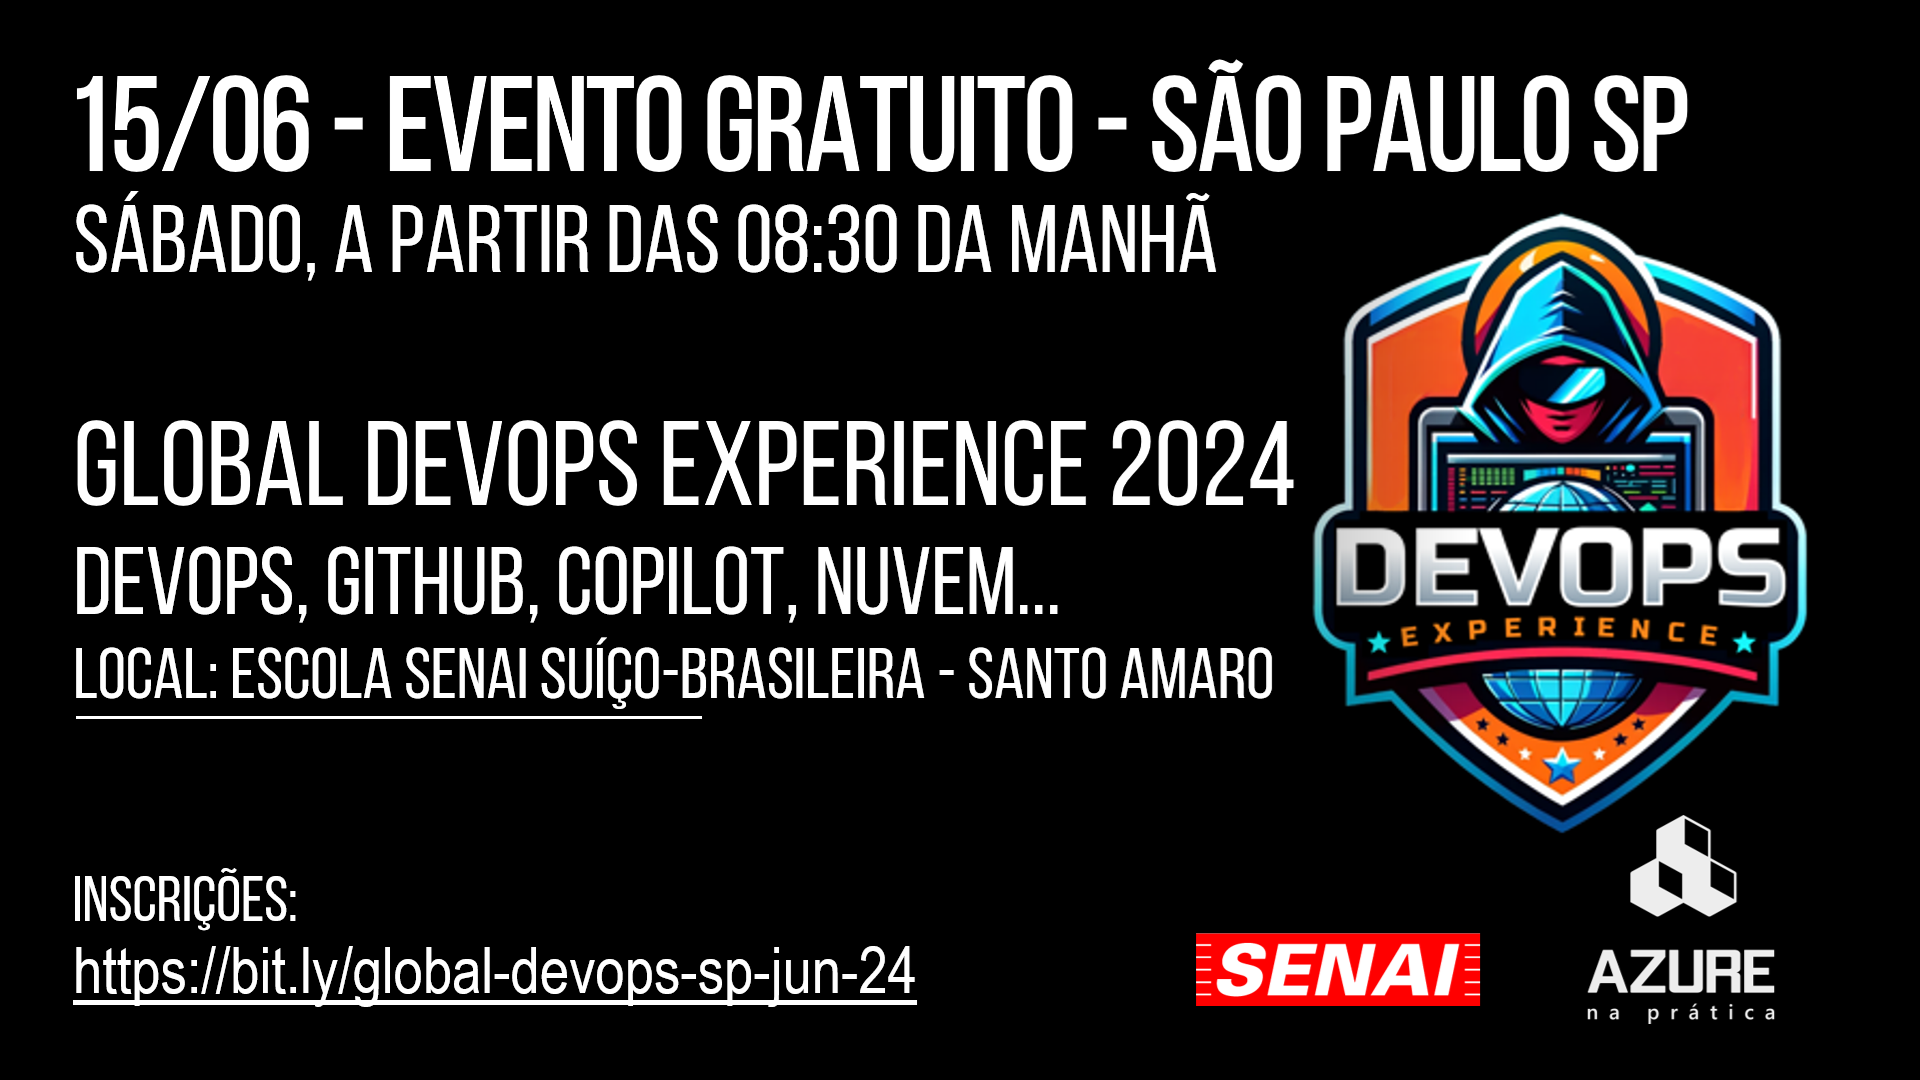 15/06 - EVENTO GRATUITO - SÃO PAULO SP
SÁBADO, A PARTIR DAS 08:30 DA MANHÃ
GLOBAL DEVOPS EXPERIENCE 2024
DEVOPS, GITHUB, COPILOT, NUVEM...
LOCAL: ESCOLA SENAI SUÍÇO-BRASILEIRA - SANTO AMARO
DEVOPS
EXPERIENCE
INSCRIÇÕES:
https://bit.ly/global-devops-sp-jun-24
SENAI
AZURE
na prática